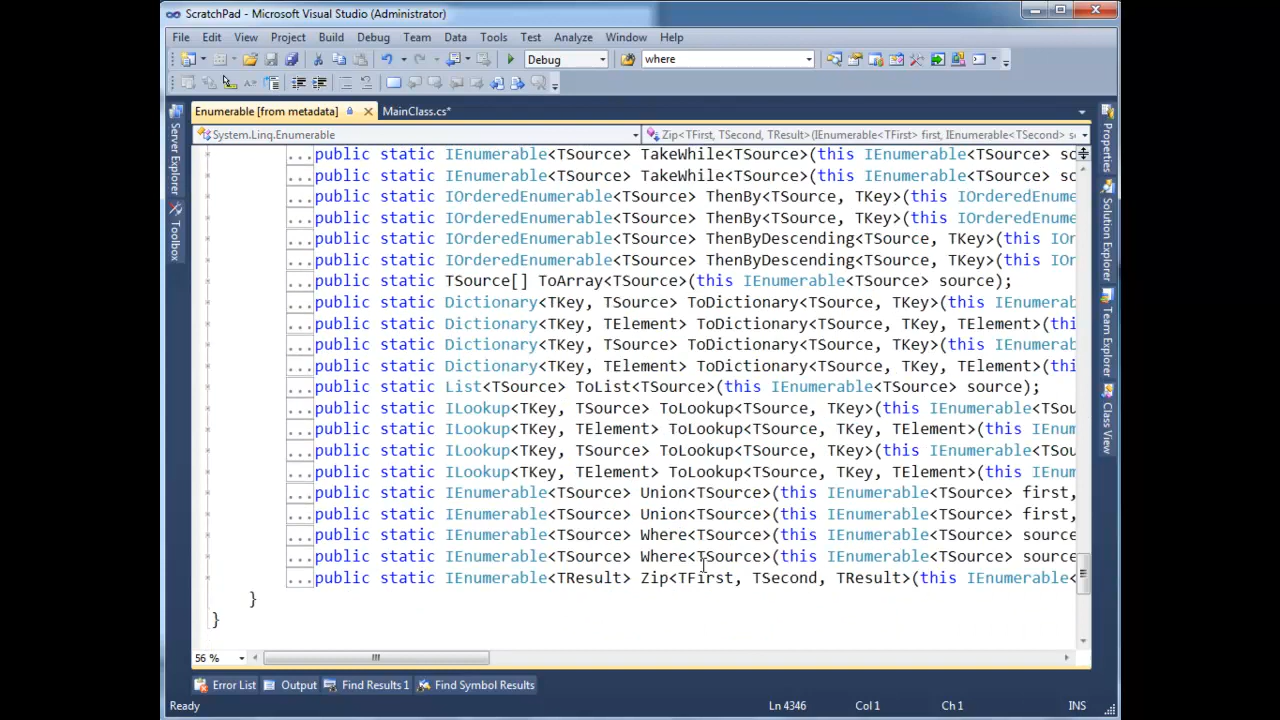 ScratchPad - Microsoft Visual Studio (Administrator)
File Edit View Project Build Debug Team Data Tools Test Analyze Window Help
Debug where
Enumerable [from metadata] MainClass.cs*
System.Linq.Enumerable Zip<TFirst, TSecond, TResult>(IEnumerable<TFirst> first, IEnumerable<TSecond> s
...public static IEnumerable<TSource> TakeWhile<TSource>(this IEnumerable<TSource> so
...public static IEnumerable<TSource> TakeWhile<TSource>(this IEnumerable<TSource> so
...public static IOrderedEnumerable<TSource> ThenBy<TSource, TKey>(this IOrderedEnume
...public static IOrderedEnumerable<TSource> ThenBy<TSource, TKey>(this IOrderedEnume
...public static IOrderedEnumerable<TSource> ThenByDescending<TSource, TKey>(this IOr
...public static IOrderedEnumerable<TSource> ThenByDescending<TSource, TKey>(this IOr
...public static TSource[] ToArray<TSource>(this IEnumerable<TSource> source);
...public static Dictionary<TKey, TSource> ToDictionary<TSource, TKey>(this IEnumerab
...public static Dictionary<TKey, TElement> ToDictionary<TSource, TKey, TElement>(thi
...public static Dictionary<TKey, TSource> ToDictionary<TSource, TKey>(this IEnumerab
...public static Dictionary<TKey, TElement> ToDictionary<TSource, TKey, TElement>(thi
...public static List<TSource> ToList<TSource>(this IEnumerable<TSource> source);
...public static ILookup<TKey, TSource> ToLookup<TSource, TKey>(this IEnumerable<TSou
...public static ILookup<TKey, TElement> ToLookup<TSource, TKey, TElement>(this IEnum
...public static ILookup<TKey, TSource> ToLookup<TSource, TKey>(this IEnumerable<TSou
...public static ILookup<TKey, TElement> ToLookup<TSource, TKey, TElement>(this IEnum
...public static IEnumerable<TSource> Union<TSource>(this IEnumerable<TSource> first,
...public static IEnumerable<TSource> Union<TSource>(this IEnumerable<TSource> first,
...public static IEnumerable<TSource> Where<TSource>(this IEnumerable<TSource> source
...public static IEnumerable<TSource> Where<TSource>(this IEnumerable<TSource> source
...public static IEnumerable<TResult> Zip<TFirst, TSecond, TResult>(this IEnumerable<
}
}
56 %
Error List Output Find Results 1 Find Symbol Results
Ready Ln 4346 Col 1 Ch 1 INS
Server Explorer
Toolbox
Properties
Solution Explorer
Team Explorer
Class View